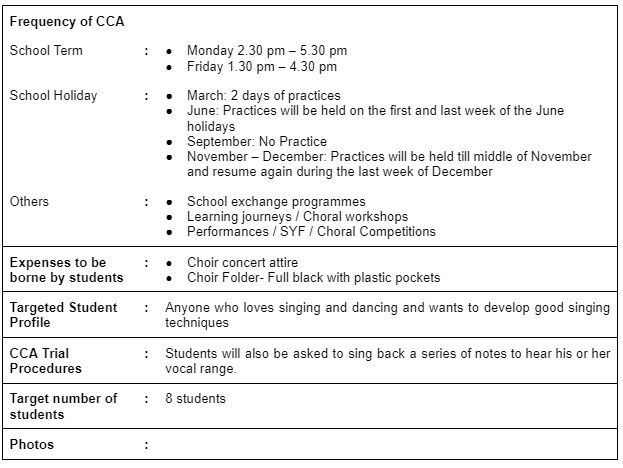 Frequency of CCA
School Term : • Monday 2.30 pm – 5.30 pm
• Friday 1.30 pm – 4.30 pm
School Holiday : • March: 2 days of practices
• June: Practices will be held on the first and last week of the June
holidays
• September: No Practice
• November – December: Practices will be held till middle of November
and resume again during the last week of December
Others : • School exchange programmes
• Learning journeys / Choral workshops
• Performances / SYF / Choral Competitions
Expenses to be : • Choir concert attire
borne by students • Choir Folder- Full black with plastic pockets
Targeted Student : Anyone who loves singing and dancing and wants to develop good singing
Profile techniques
CCA Trial : Students will also be asked to sing back a series of notes to hear his or her
Procedures vocal range.
Target number of : 8 students
students
Photos :